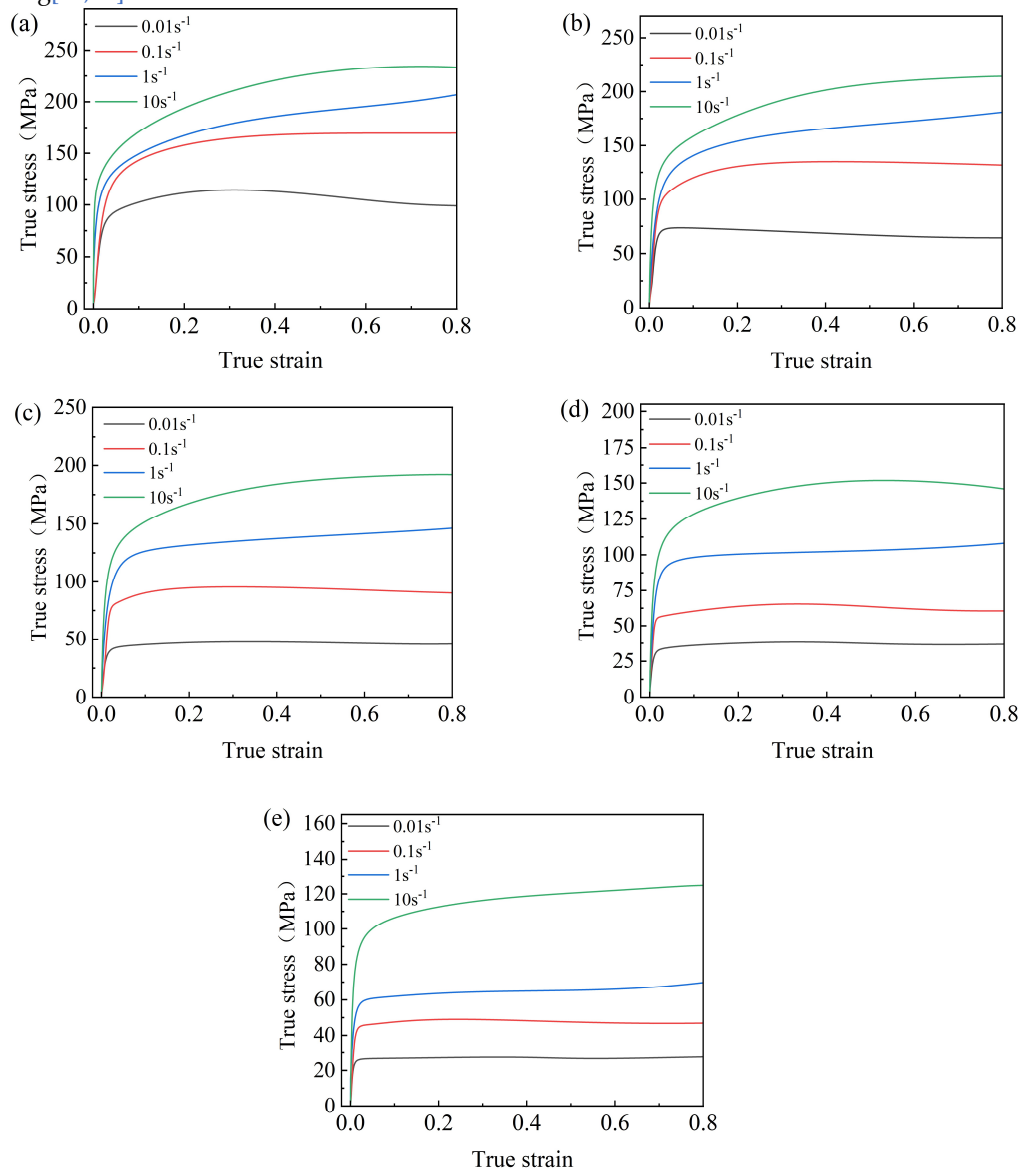 (a)
0.01s-1
0.1s-1
1s-1
10s-1
True stress（MPa）
0
50
100
150
200
250
0.0 0.2 0.4 0.6 0.8
True strain
(b)
0.01s-1
0.1s-1
1s-1
10s-1
True stress（MPa）
0
50
100
150
200
250
0.0 0.2 0.4 0.6 0.8
True strain
(c)
0.01s-1
0.1s-1
1s-1
10s-1
True stress（MPa）
0
50
100
150
200
250
0.0 0.2 0.4 0.6 0.8
True strain
(d)
0.01s-1
0.1s-1
1s-1
10s-1
True stress（MPa）
0
25
50
75
100
125
150
175
200
0.0 0.2 0.4 0.6 0.8
True strain
(e)
0.01s-1
0.1s-1
1s-1
10s-1
True stress（MPa）
0
20
40
60
80
100
120
140
160
0.0 0.2 0.4 0.6 0.8
True strain